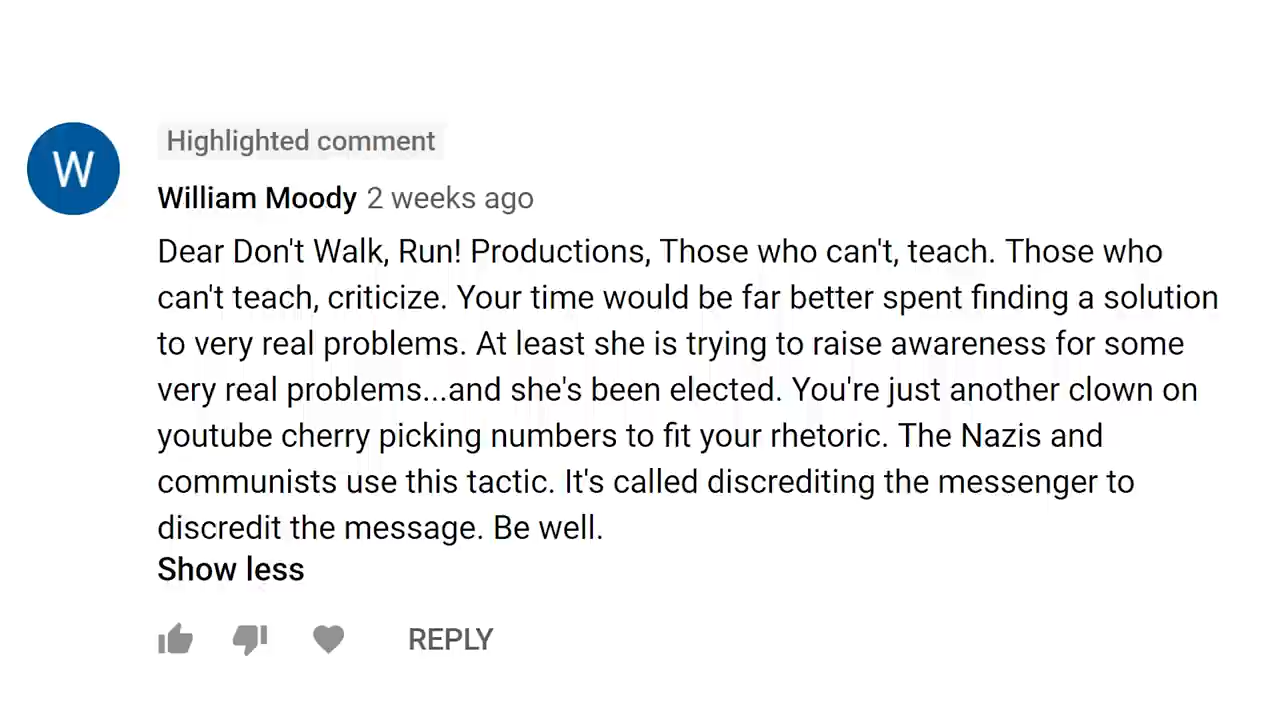 W
Highlighted comment
William Moody 2 weeks ago
Dear Don't Walk, Run! Productions, Those who can't, teach. Those who
can't teach, criticize. Your time would be far better spent finding a solution
to very real problems. At least she is trying to raise awareness for some
very real problems...and she's been elected. You're just another clown on
youtube cherry picking numbers to fit your rhetoric. The Nazis and
communists use this tactic. It's called discrediting the messenger to
discredit the message. Be well.
Show less
REPLY